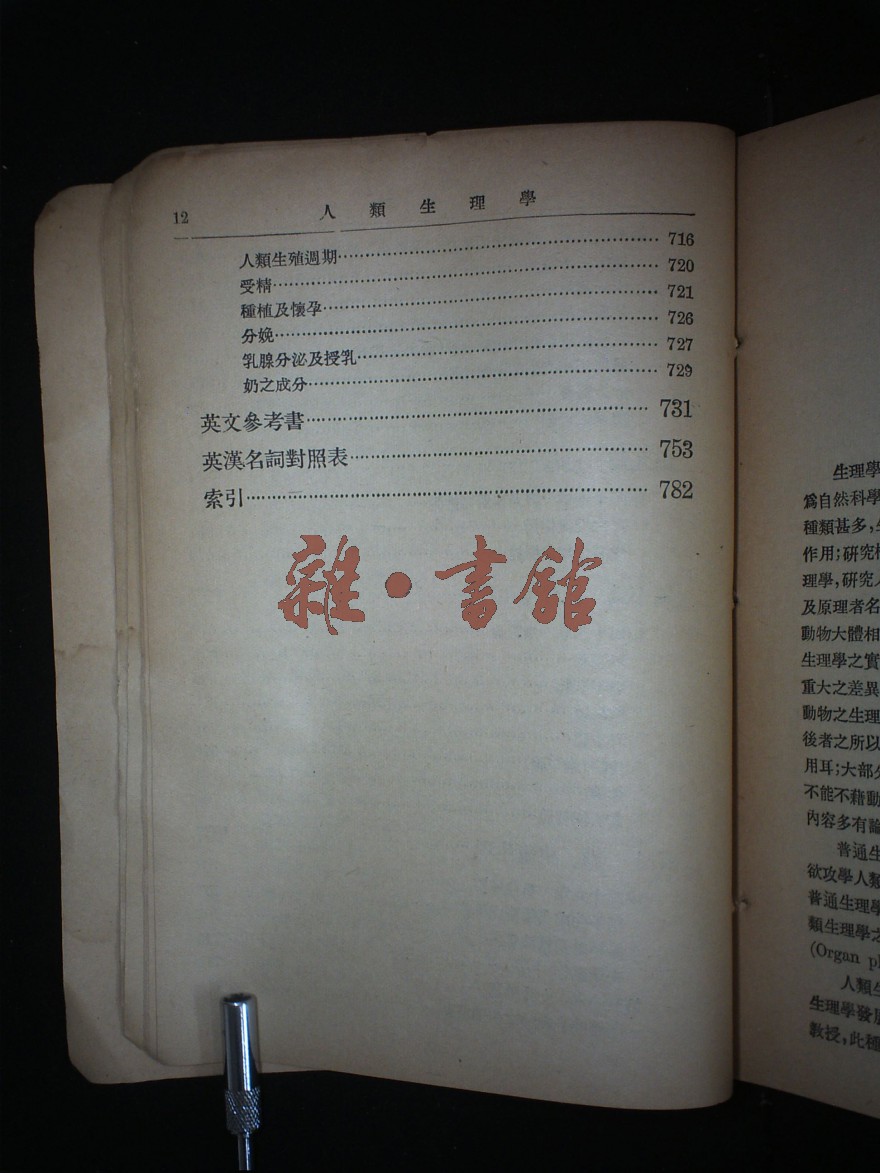 12 人類生理學
人類生殖週期 716
受精 720
種植及懷孕 721
分娩 726
乳腺分泌及授乳 727
奶之成分 729
英文參考書 731
英漢名詞對照表 753
索引 782
雜·書館
生理學
爲自然科學
種類甚多,
作用;研究
理學,研究
及原理者名
動物大體相
生理學之實
重大之差異
動物之生理
後者之所以
用耳;大部
不能不藉動
內容多有論
普通生
欲攻學人類
普通生理學
類生理學之
(Organ
人類生
生理學發
教授,此種